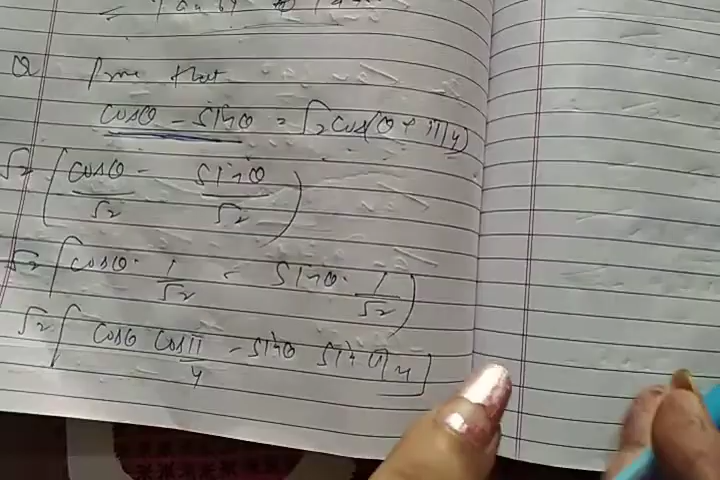 Q Prove that
cosθ - sinθ = √2 cos(θ + π/4)
√2 (cosθ/√2 - sinθ/√2)
√2 [cosθ · 1/√2 - sinθ · 1/√2)
√2 [cosθ cos π/4 - sinθ sin π/4]